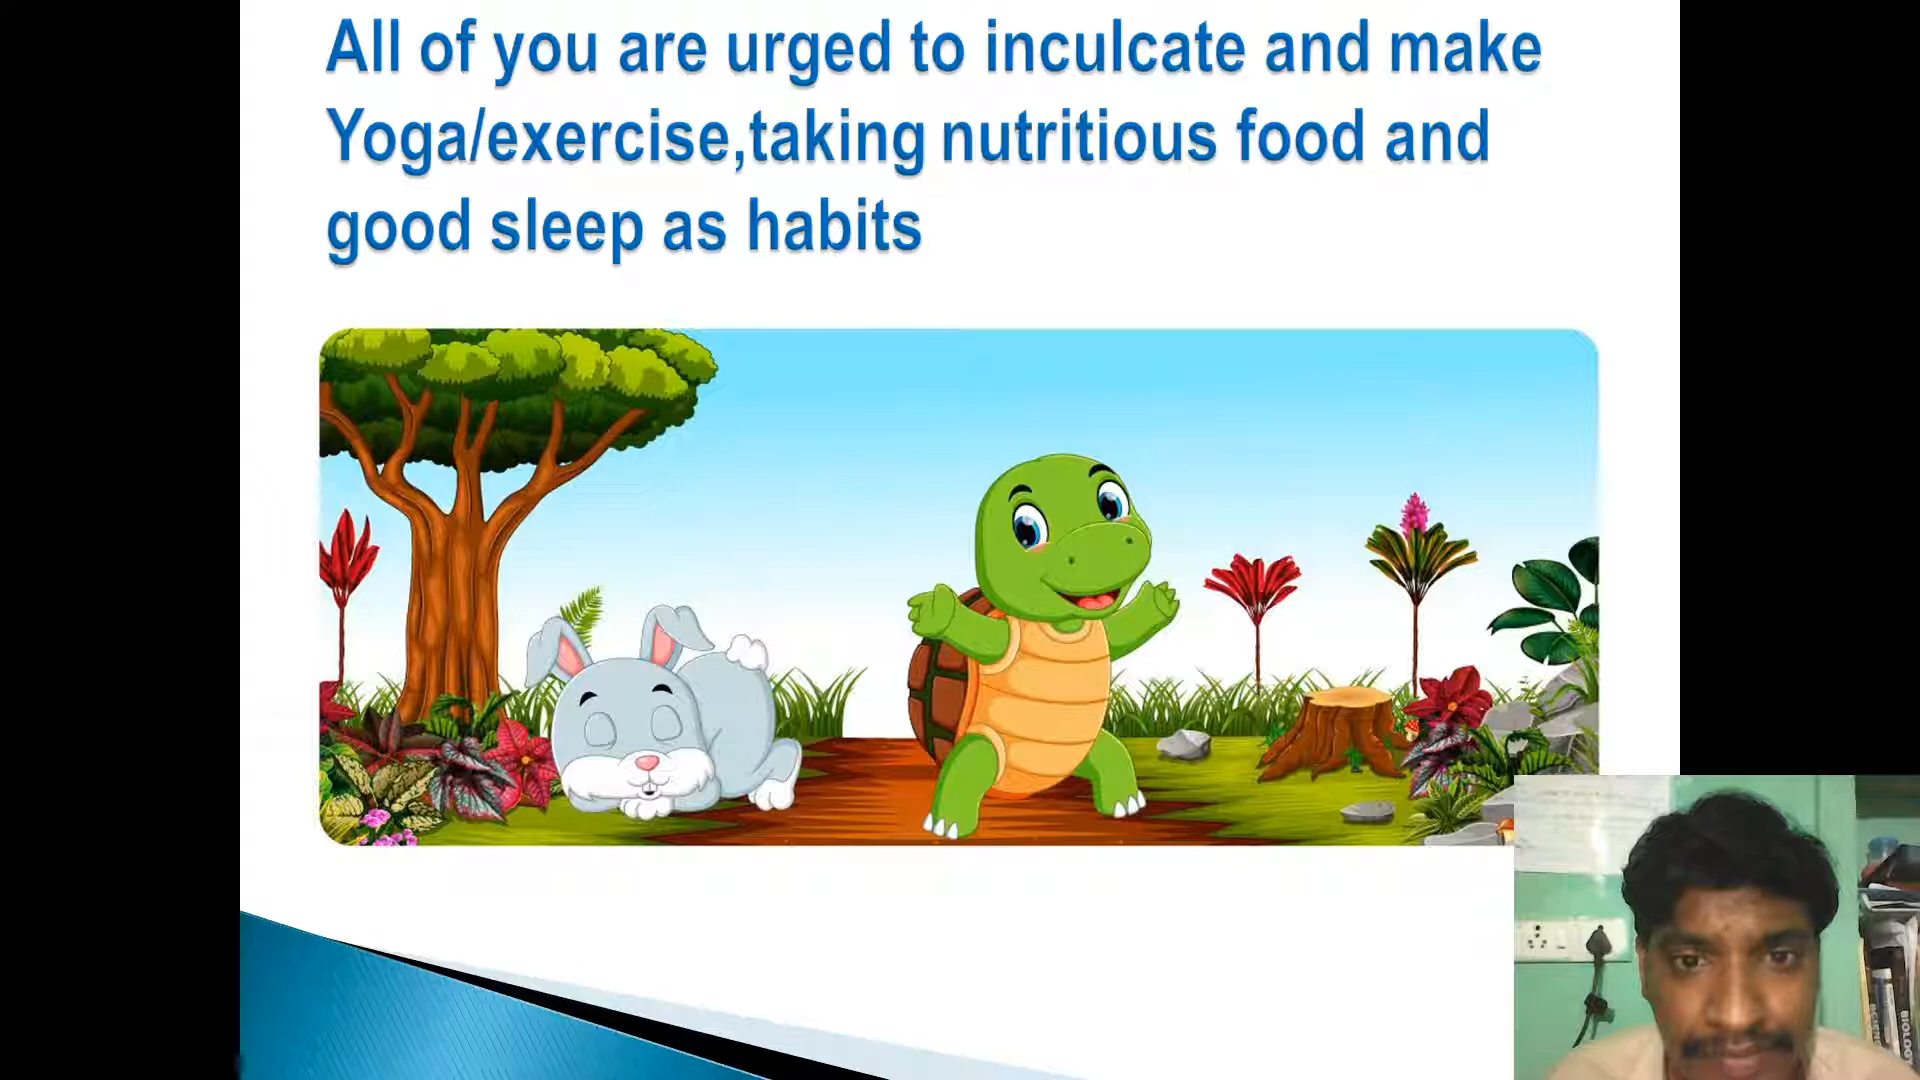 All of you are urged to inculcate and make
Yoga/exercise,taking nutritious food and
good sleep as habits
BIOLOGY